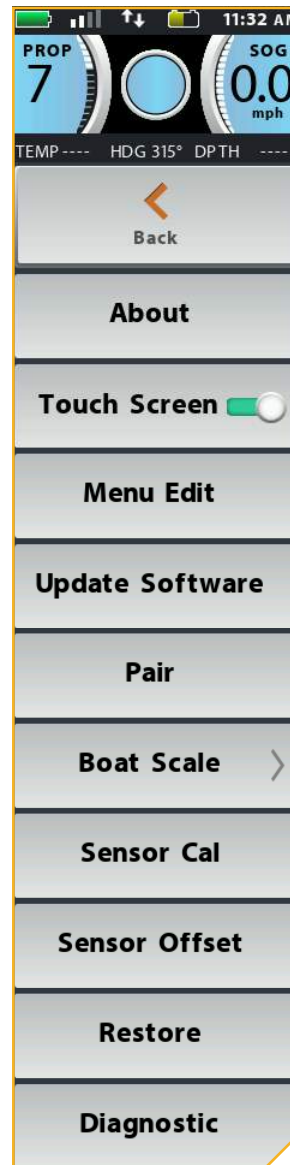 11:32 AM
PROP
SOG
7
0.0
mph
TEMP ---- HDG 315° DPTH ----
Back
About
Touch Screen
Menu Edit
Update Software
Pair
Boat Scale
Sensor Cal
Sensor Offset
Restore
Diagnostic